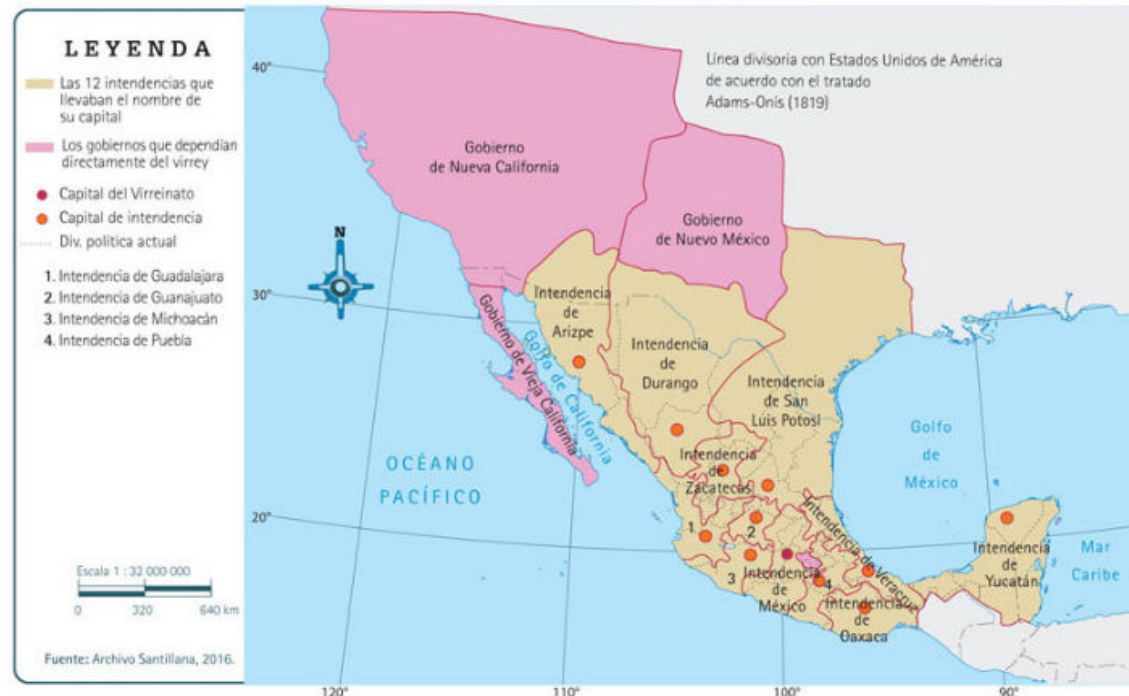 LEYENDA
Las 12 intendencias que
llevaban el nombre de
su capital
Los gobiernos que dependían
directamente del virrey
Capital del Virreinato
Capital de intendencia
Div. política actual
1. Intendencia de Guadalajara
2. Intendencia de Guanajuato
3. Intendencia de Michoacán
4. Intendencia de Puebla
Escala 1 : 32 000 000
0 320 640 km
Fuente: Archivo Santillana, 2016.
40°
30°
20°
120°
110°
100°
90°
N
Línea divisoria con Estados Unidos de América
de acuerdo con el tratado
Adams-Onís (1819)
Gobierno
de Nueva California
Gobierno
de Nuevo México
Gobierno de Vieja California
Golfo de California
Intendencia
de
Arizpe
Intendencia
de
Durango
Intendencia
de San
Luis Potosí
Intendencia
de
Zacatecas
OCÉANO
PACÍFICO
Golfo
de
México
Mar
Caribe
1
2
3
4
Intendencia
de
México
Intendencia de Veracruz
Intendencia
de
Oaxaca
Intendencia
de
Yucatán